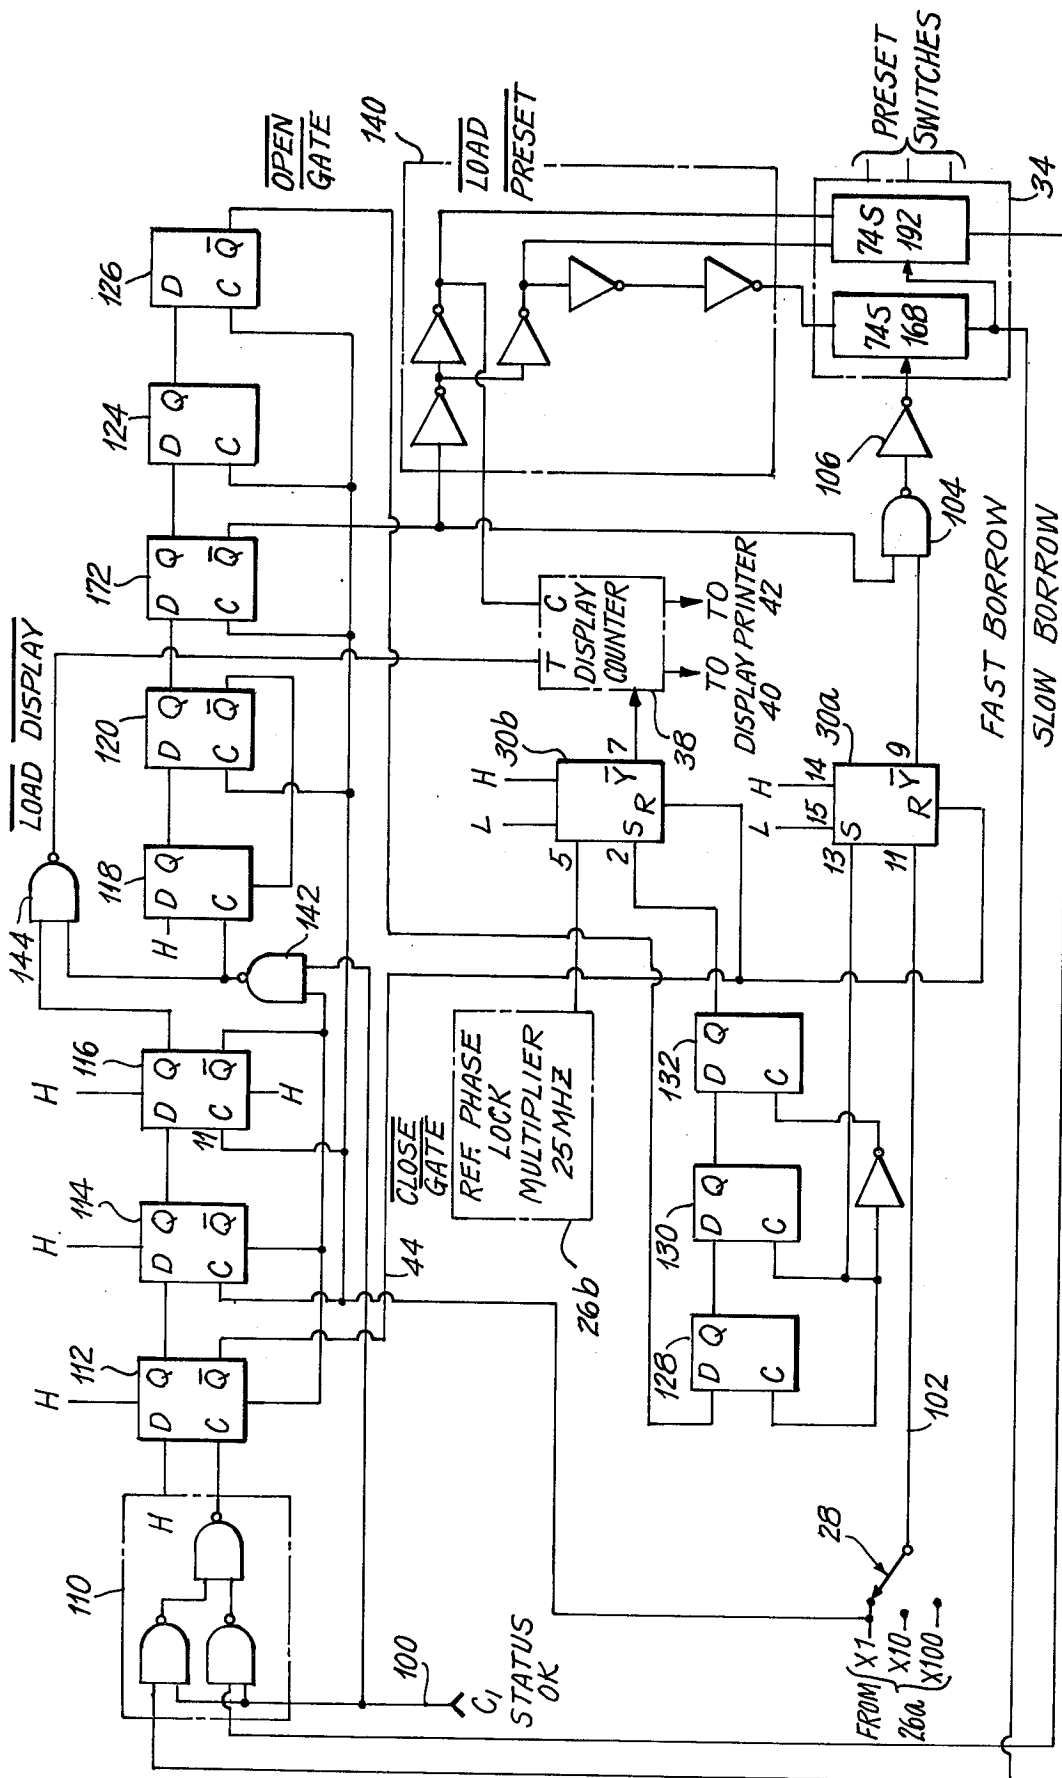 LOAD DISPLAY
OPEN
GATE
LOAD
PRESET
140
110
H
112
H
D Q
C Q̅
114
H
D Q
C Q̅
116
H
D Q
C Q̅
11
H
144
142
118
H
D Q
C
120
D Q
C Q̅
172
D Q
C Q̅
124
D Q
C
126
D
C Q̅
C1
STATUS
OK
100
44
CLOSE
GATE
REF. PHASE
LOCK
MULTIPLIER
25MHZ
26b
30b
L H
5
2
S
R
Y̅ 7
T C
DISPLAY
COUNTER
38
TO
DISPLAY
40
TO
PRINTER
42
128
D Q
C
130
D Q
C
132
D Q
C
30a
L H
15 14
13 S
11
R
Y̅ 9
104
106
74S
168
74S
192
PRESET
SWITCHES
34
FROM
26a
X1
X10
X100
28
102
FAST BORROW
SLOW BORROW